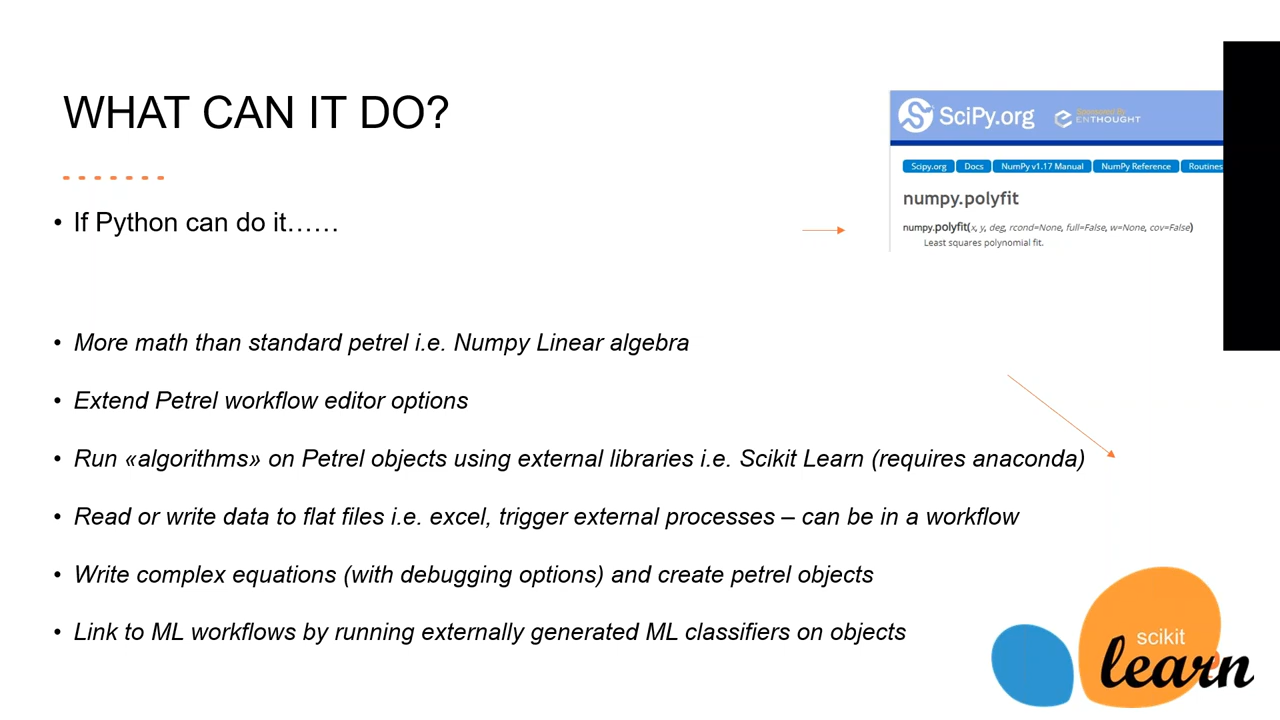 WHAT CAN IT DO?
• If Python can do it......
SciPy.org
Sponsored By
ENTHOUGHT
Scipy.org Docs NumPy v1.17 Manual NumPy Reference Routines
numpy.polyfit
numpy.polyfit(x, y, deg, rcond=None, full=False, w=None, cov=False)
Least squares polynomial fit.
• More math than standard petrel i.e. Numpy Linear algebra
• Extend Petrel workflow editor options
• Run «algorithms» on Petrel objects using external libraries i.e. Scikit Learn (requires anaconda)
• Read or write data to flat files i.e. excel, trigger external processes – can be in a workflow
• Write complex equations (with debugging options) and create petrel objects
• Link to ML workflows by running externally generated ML classifiers on objects
scikit
learn